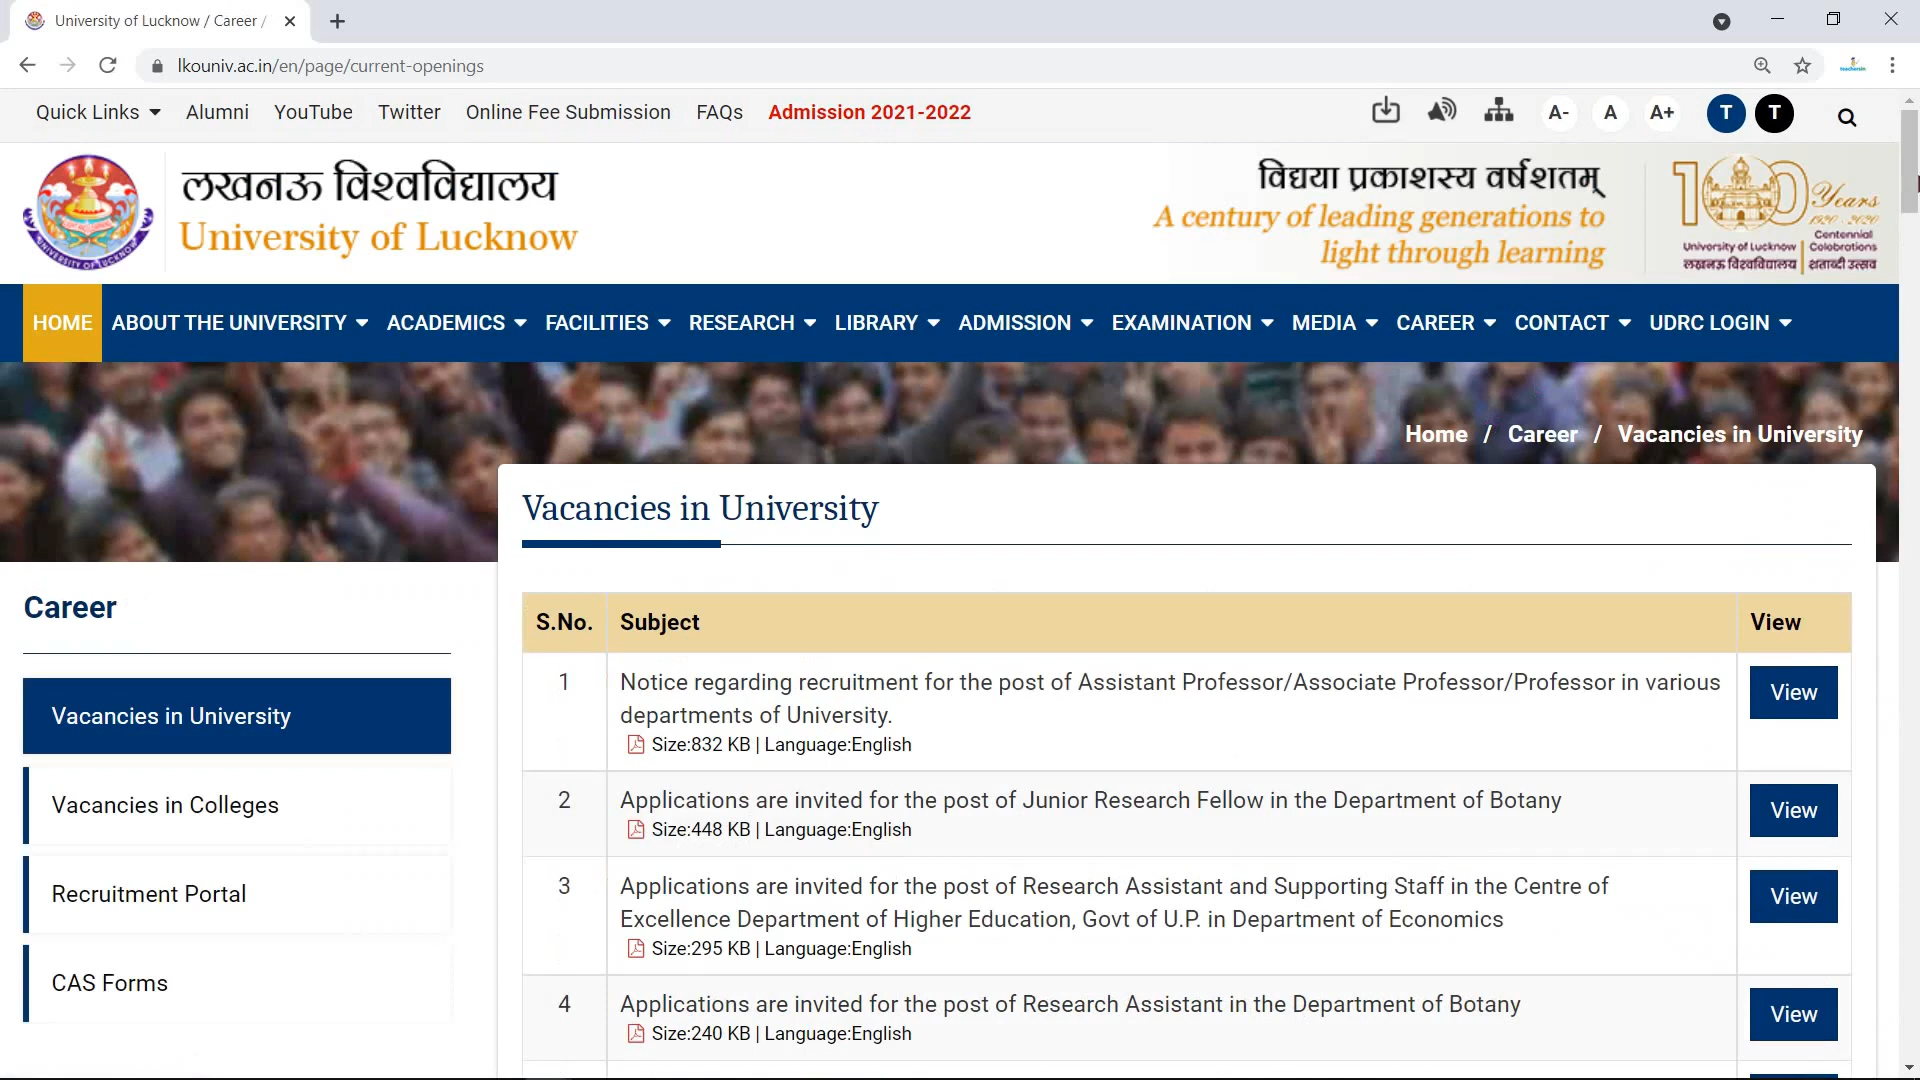 University of Lucknow / Career /
lkouniv.ac.in/en/page/current-openings
Quick Links Alumni YouTube Twitter Online Fee Submission FAQs Admission 2021-2022 A- A A+ T T
लखनऊ विश्वविद्यालय
University of Lucknow
UNIVERSITY OF LUCKNOW
विद्यया प्रकाशस्य वर्षशतम्
A century of leading generations to
light through learning
100 Years
1920 - 2020
University of Lucknow Centennial Celebrations
लखनऊ विश्वविद्यालय शताब्दी उत्सव
HOME ABOUT THE UNIVERSITY ACADEMICS FACILITIES RESEARCH LIBRARY ADMISSION EXAMINATION MEDIA CAREER CONTACT UDRC LOGIN
Home / Career / Vacancies in University
Career
Vacancies in University
Vacancies in Colleges
Recruitment Portal
CAS Forms
Vacancies in University
S.No. Subject View
1 Notice regarding recruitment for the post of Assistant Professor/Associate Professor/Professor in various View
departments of University.
Size:832 KB | Language:English
2 Applications are invited for the post of Junior Research Fellow in the Department of Botany View
Size:448 KB | Language:English
3 Applications are invited for the post of Research Assistant and Supporting Staff in the Centre of View
Excellence Department of Higher Education, Govt of U.P. in Department of Economics
Size:295 KB | Language:English
4 Applications are invited for the post of Research Assistant in the Department of Botany View
Size:240 KB | Language:English